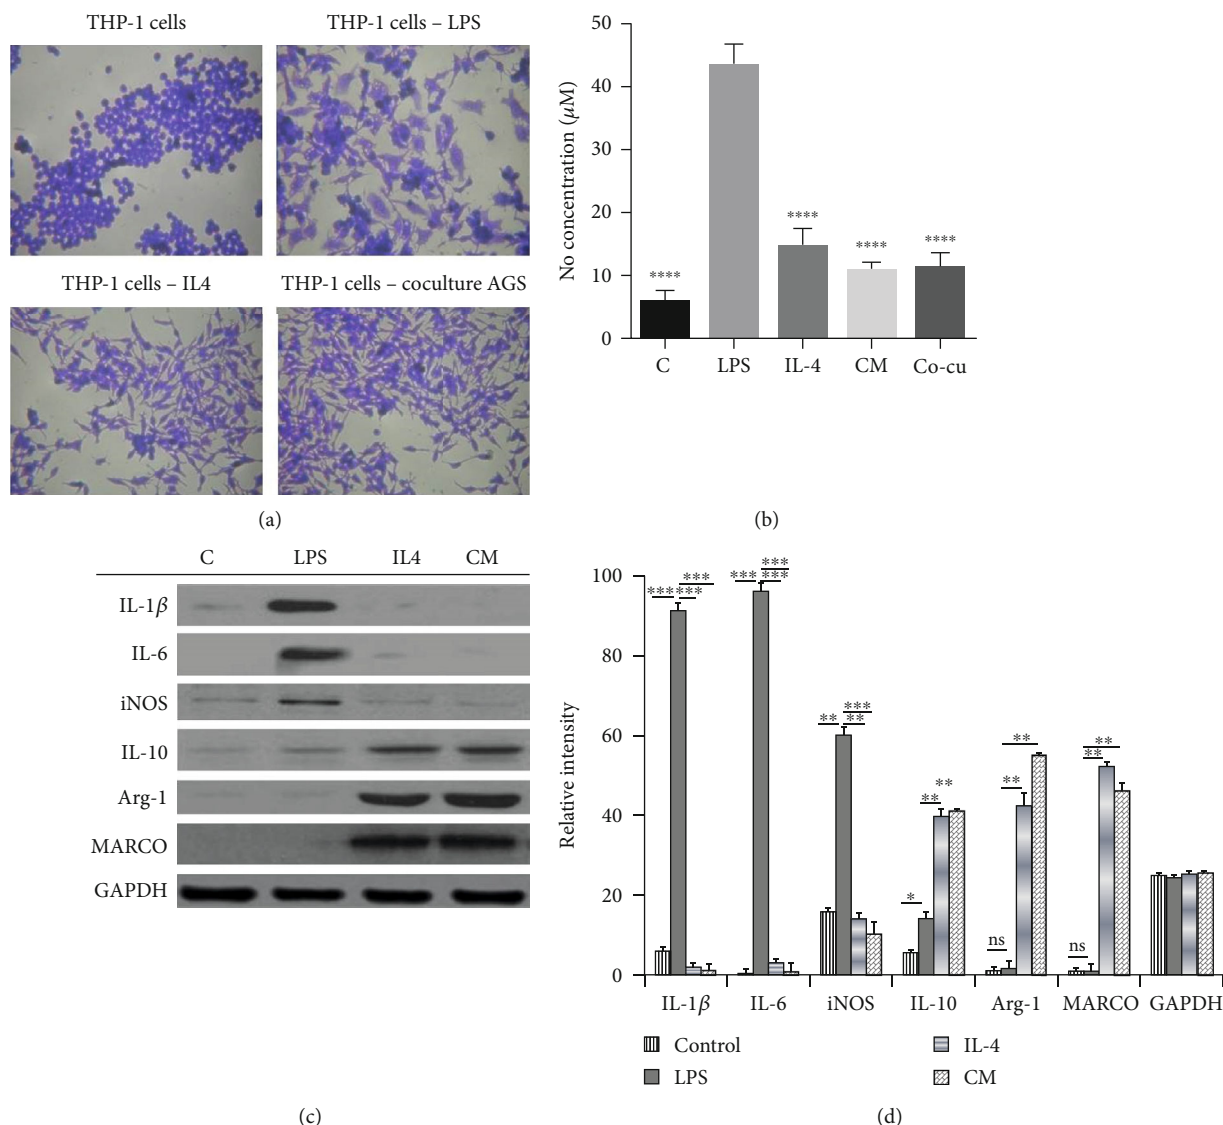 THP-1 cells
THP-1 cells – LPS
THP-1 cells – IL4
THP-1 cells – coculture AGS
(a)
No concentration (μM)
50
40
30
20
10
0
****
****
****
****
C LPS IL-4 CM Co-cu
(b)
C LPS IL4 CM
IL-1β
IL-6
iNOS
IL-10
Arg-1
MARCO
GAPDH
(c)
Relative intensity
100
80
60
40
20
0
*** *** ***
*** *** ***
** ** ***
* ** **
ns ** **
ns ** **
IL-1β IL-6 iNOS IL-10 Arg-1 MARCO GAPDH
Control
LPS
IL-4
CM
(d)